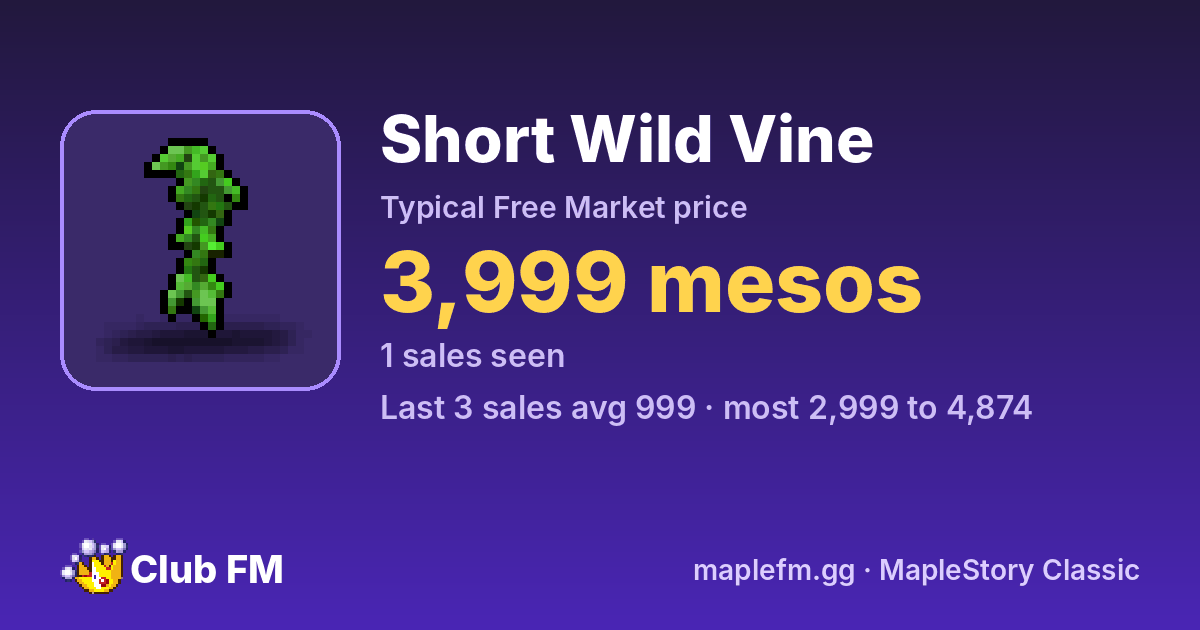 Short Wild Vine
Typical Free Market price
3,999 mesos
1 sales seen
Last 3 sales avg 999 · most 2,999 to 4,874
Club FM
maplefm.gg · MapleStory Classic